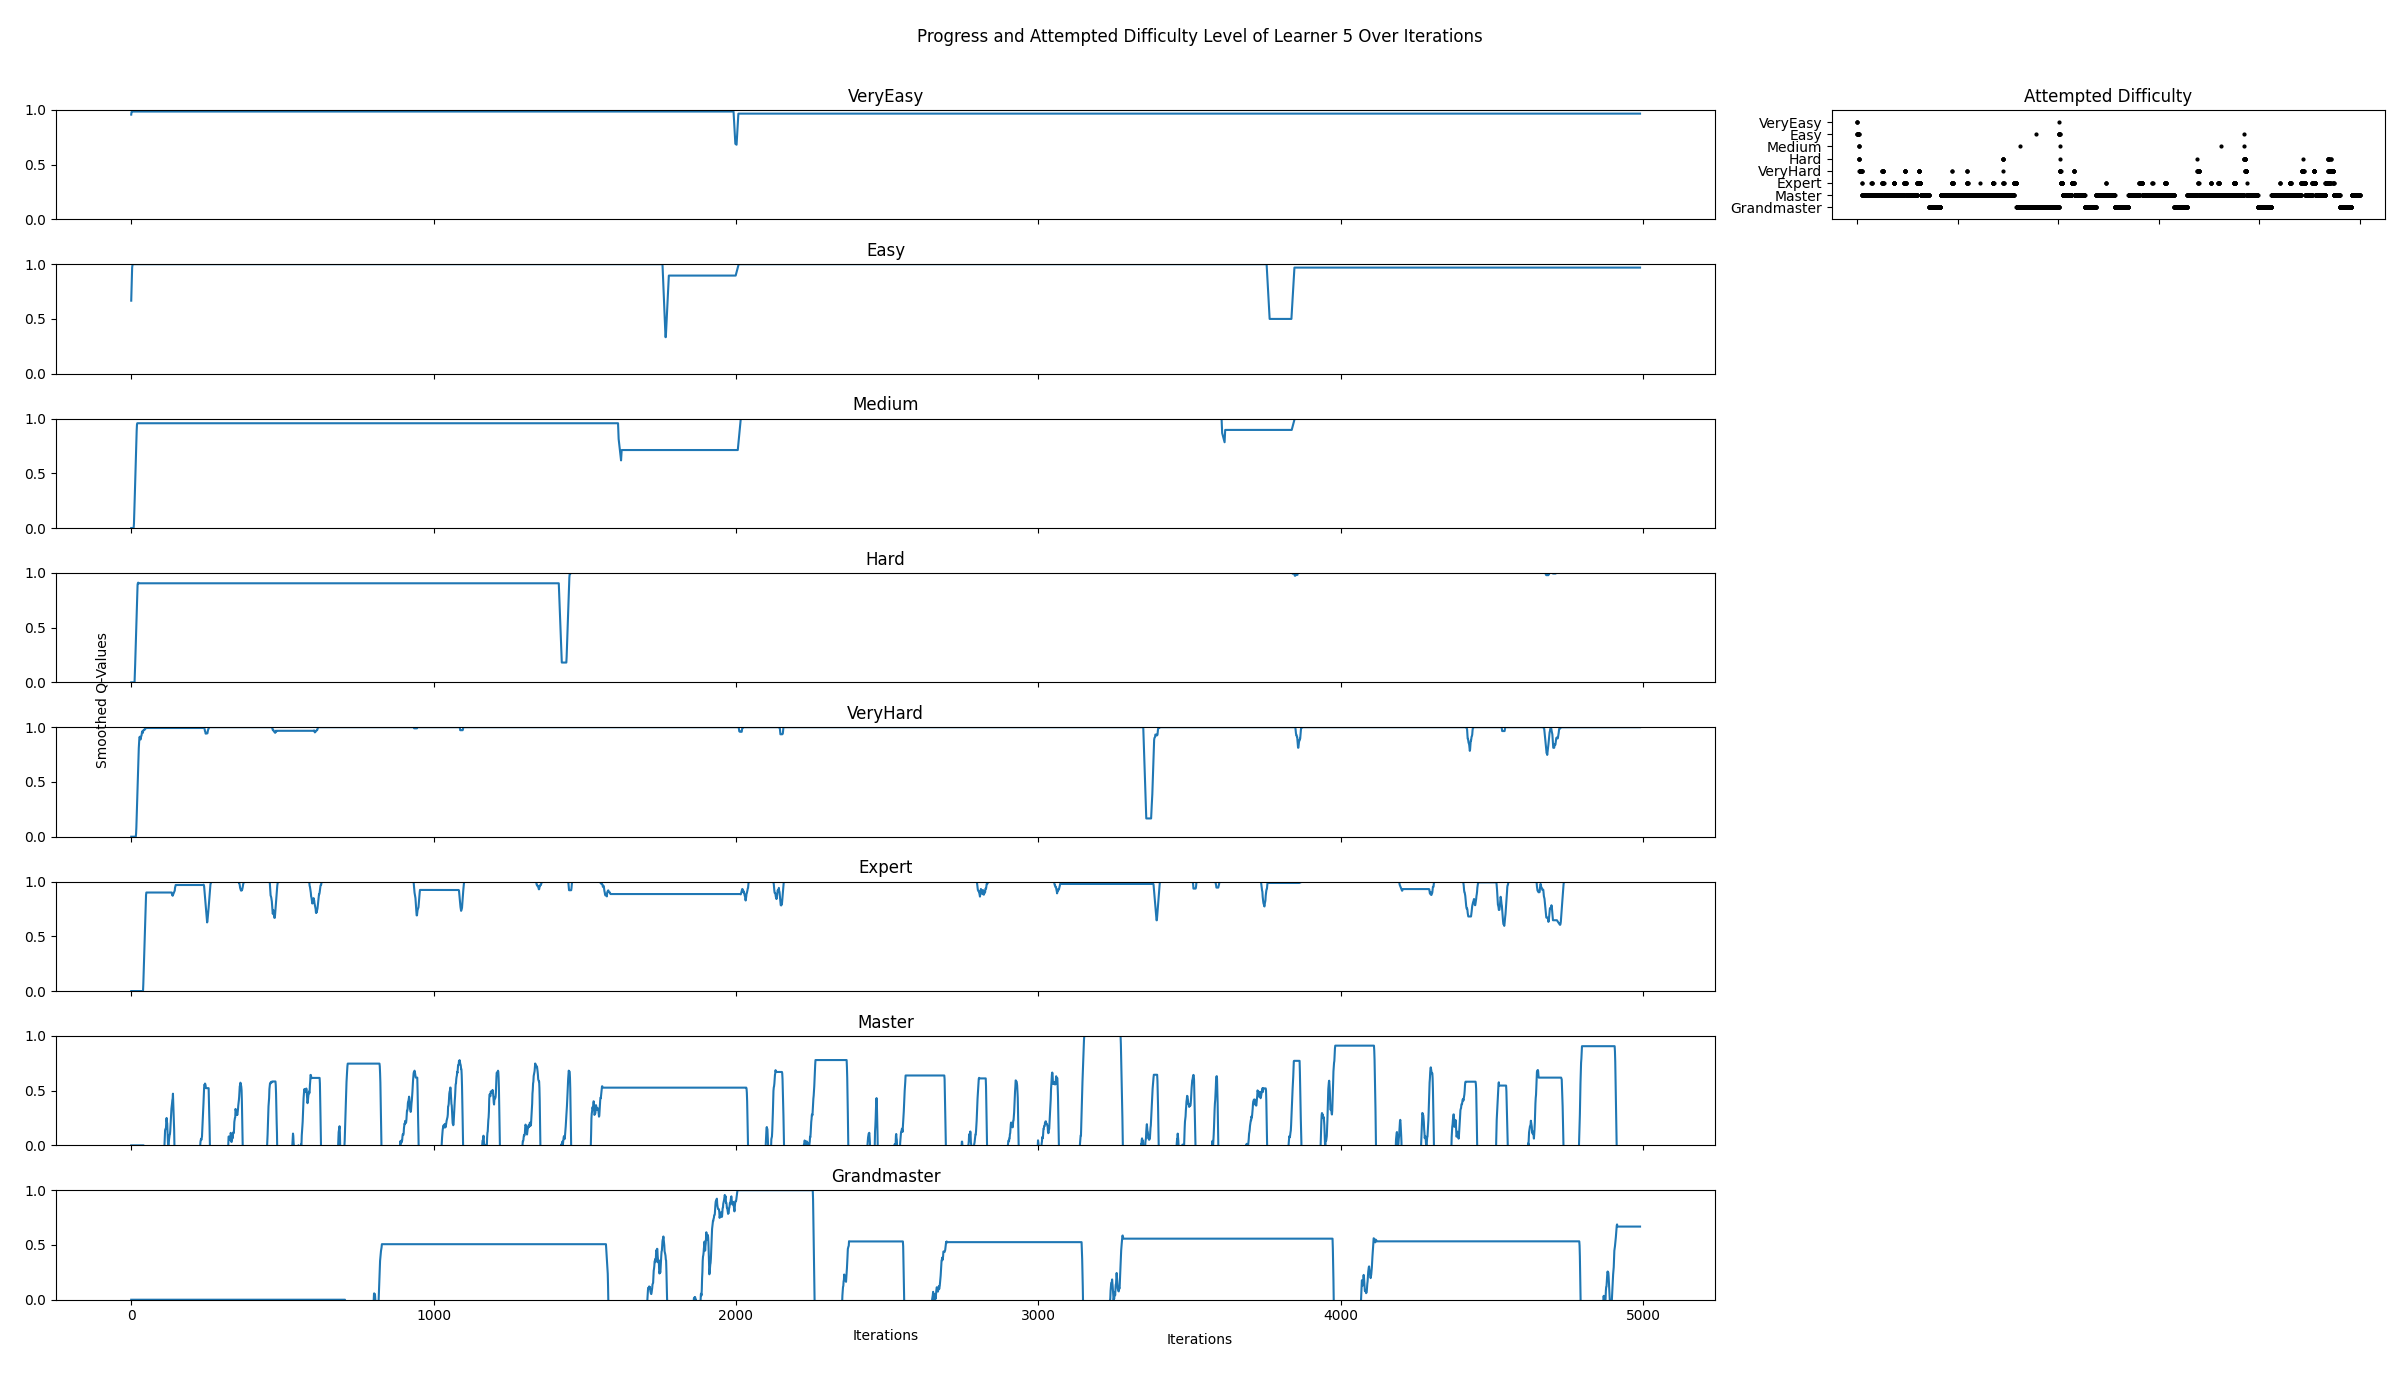 Progress and Attempted Difficulty Level of Learner 5 Over Iterations
VeryEasy
1.0
0.5
0.0
Attempted Difficulty
VeryEasy
Easy
Medium
Hard
VeryHard
Expert
Master
Grandmaster
Easy
1.0
0.5
0.0
Medium
1.0
0.5
0.0
Hard
1.0
0.5
0.0
Smoothed Q-Values
VeryHard
1.0
0.5
0.0
Expert
1.0
0.5
0.0
Master
1.0
0.5
0.0
Grandmaster
1.0
0.5
0.0
0 1000 2000 3000 4000 5000
Iterations
Iterations